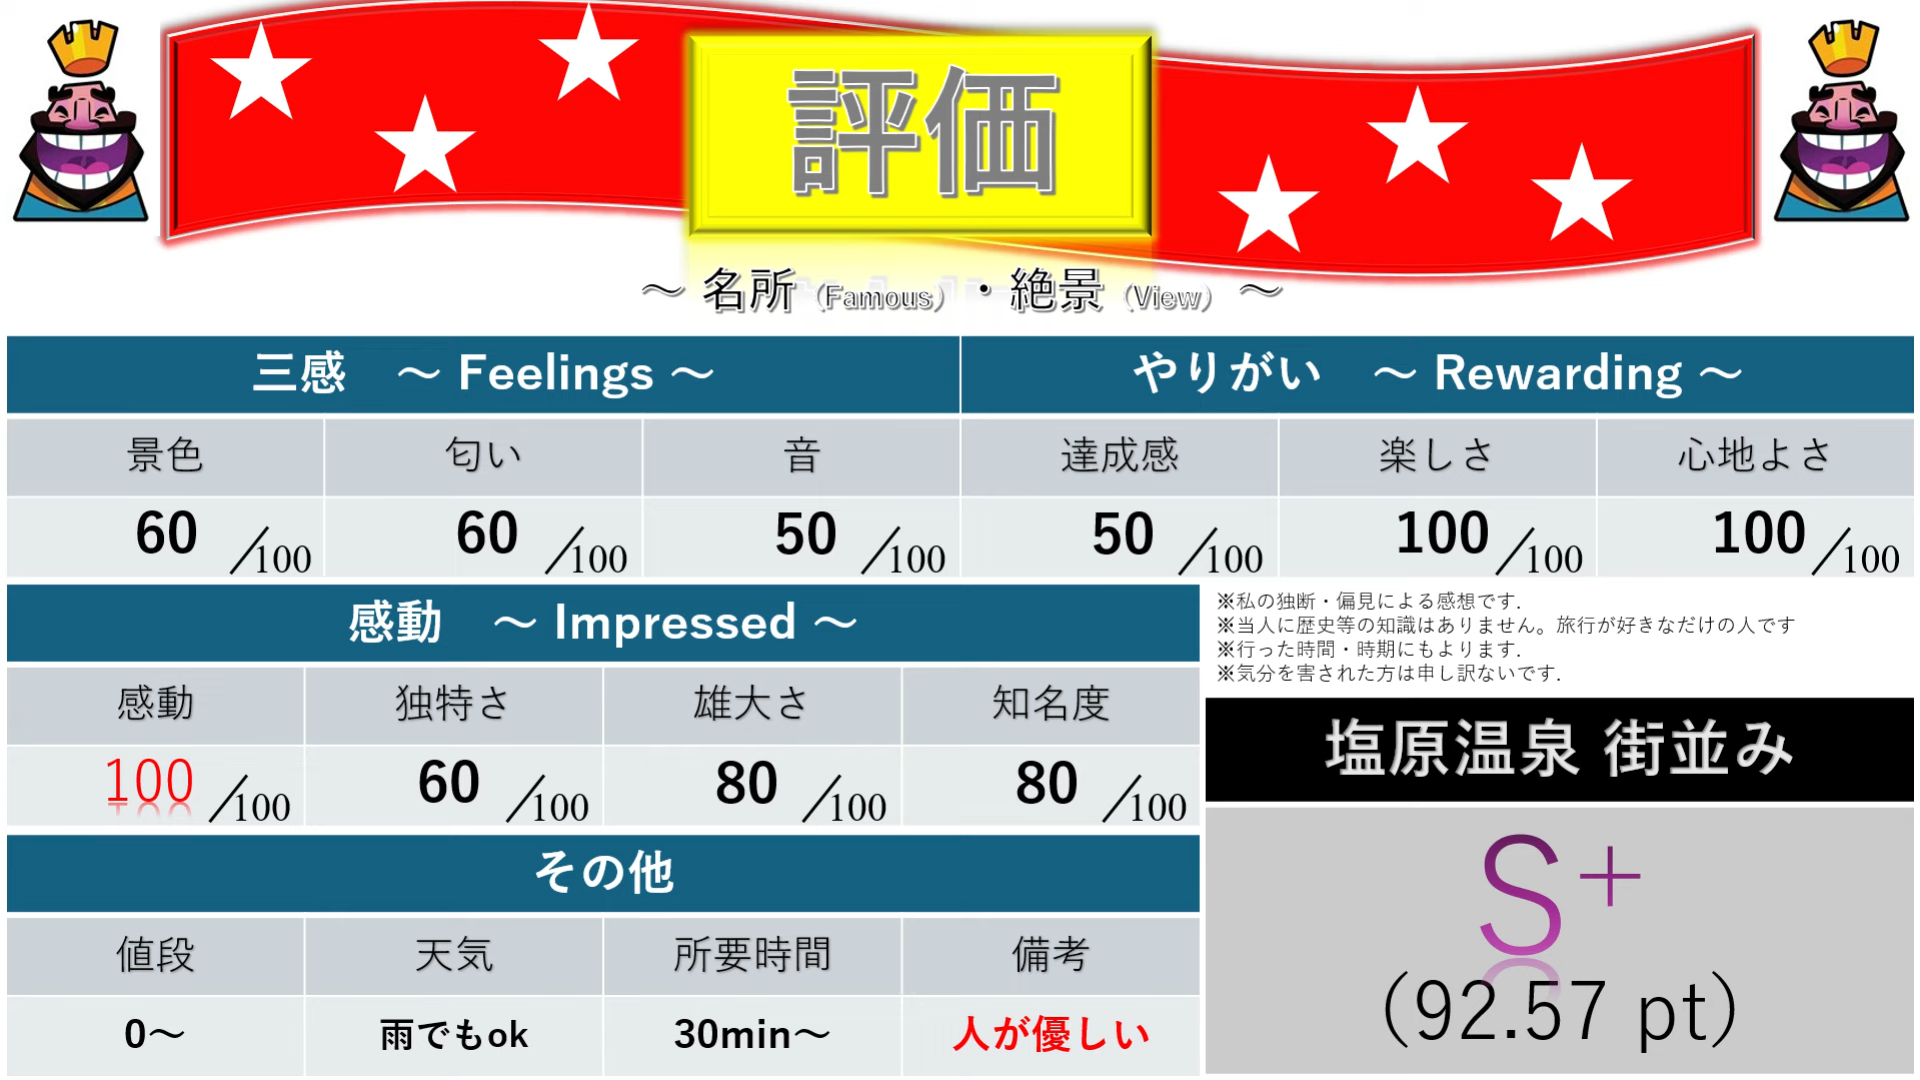 評価
～ 名所（Famous）・絶景（View） ～
三感　～ Feelings ～
やりがい　～ Rewarding ～
景色 匂い 音 達成感 楽しさ 心地よさ
60／100 60／100 50／100 50／100 100／100 100／100
感動　～ Impressed ～
感動 独特さ 雄大さ 知名度
100／100 60／100 80／100 80／100
その他
値段 天気 所要時間 備考
0～ 雨でもok 30min～ 人が優しい
※私の独断・偏見による感想です.
※当人に歴史等の知識はありません。旅行が好きなだけの人です
※行った時間・時期にもよります.
※気分を害された方は申し訳ないです.
塩原温泉 街並み
S+
（92.57 pt）